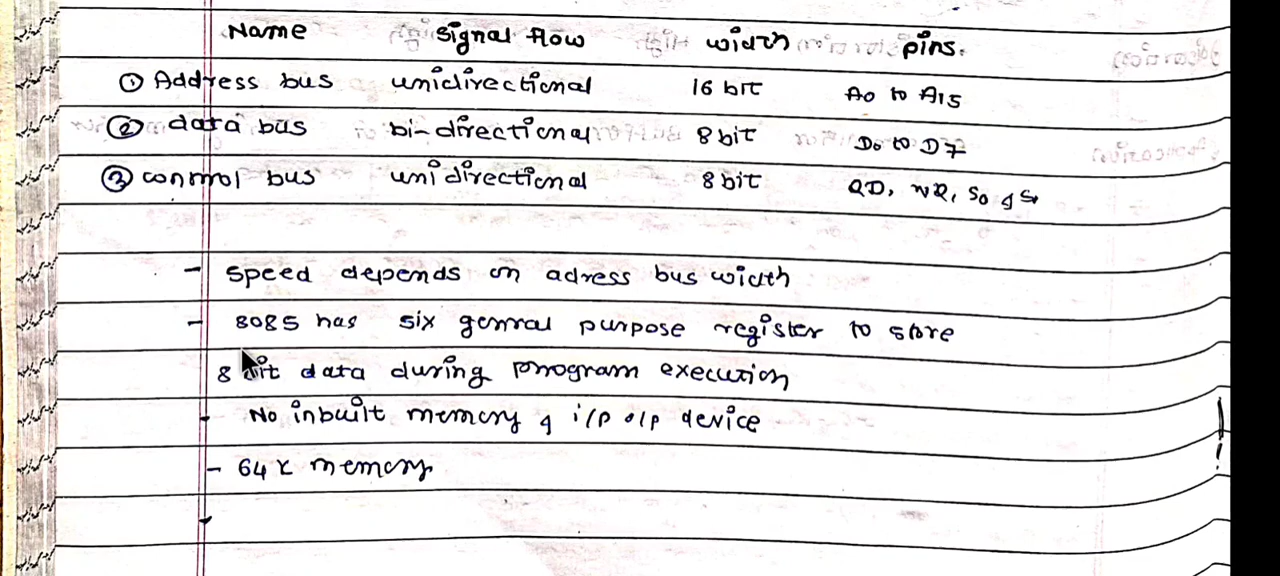 Name signal flow width pins.
① Address bus unidirectional 16 bit A0 to A15
② data bus bi-directional 8 bit D0 to D7
③ control bus unidirectional 8 bit RD, WR, S0 & S1
- speed depends on adress bus width
- 8085 has six genral purpose register to store
8 bit data during program execution
- No inbuilt memory & i/p o/p device
- 64 K memory